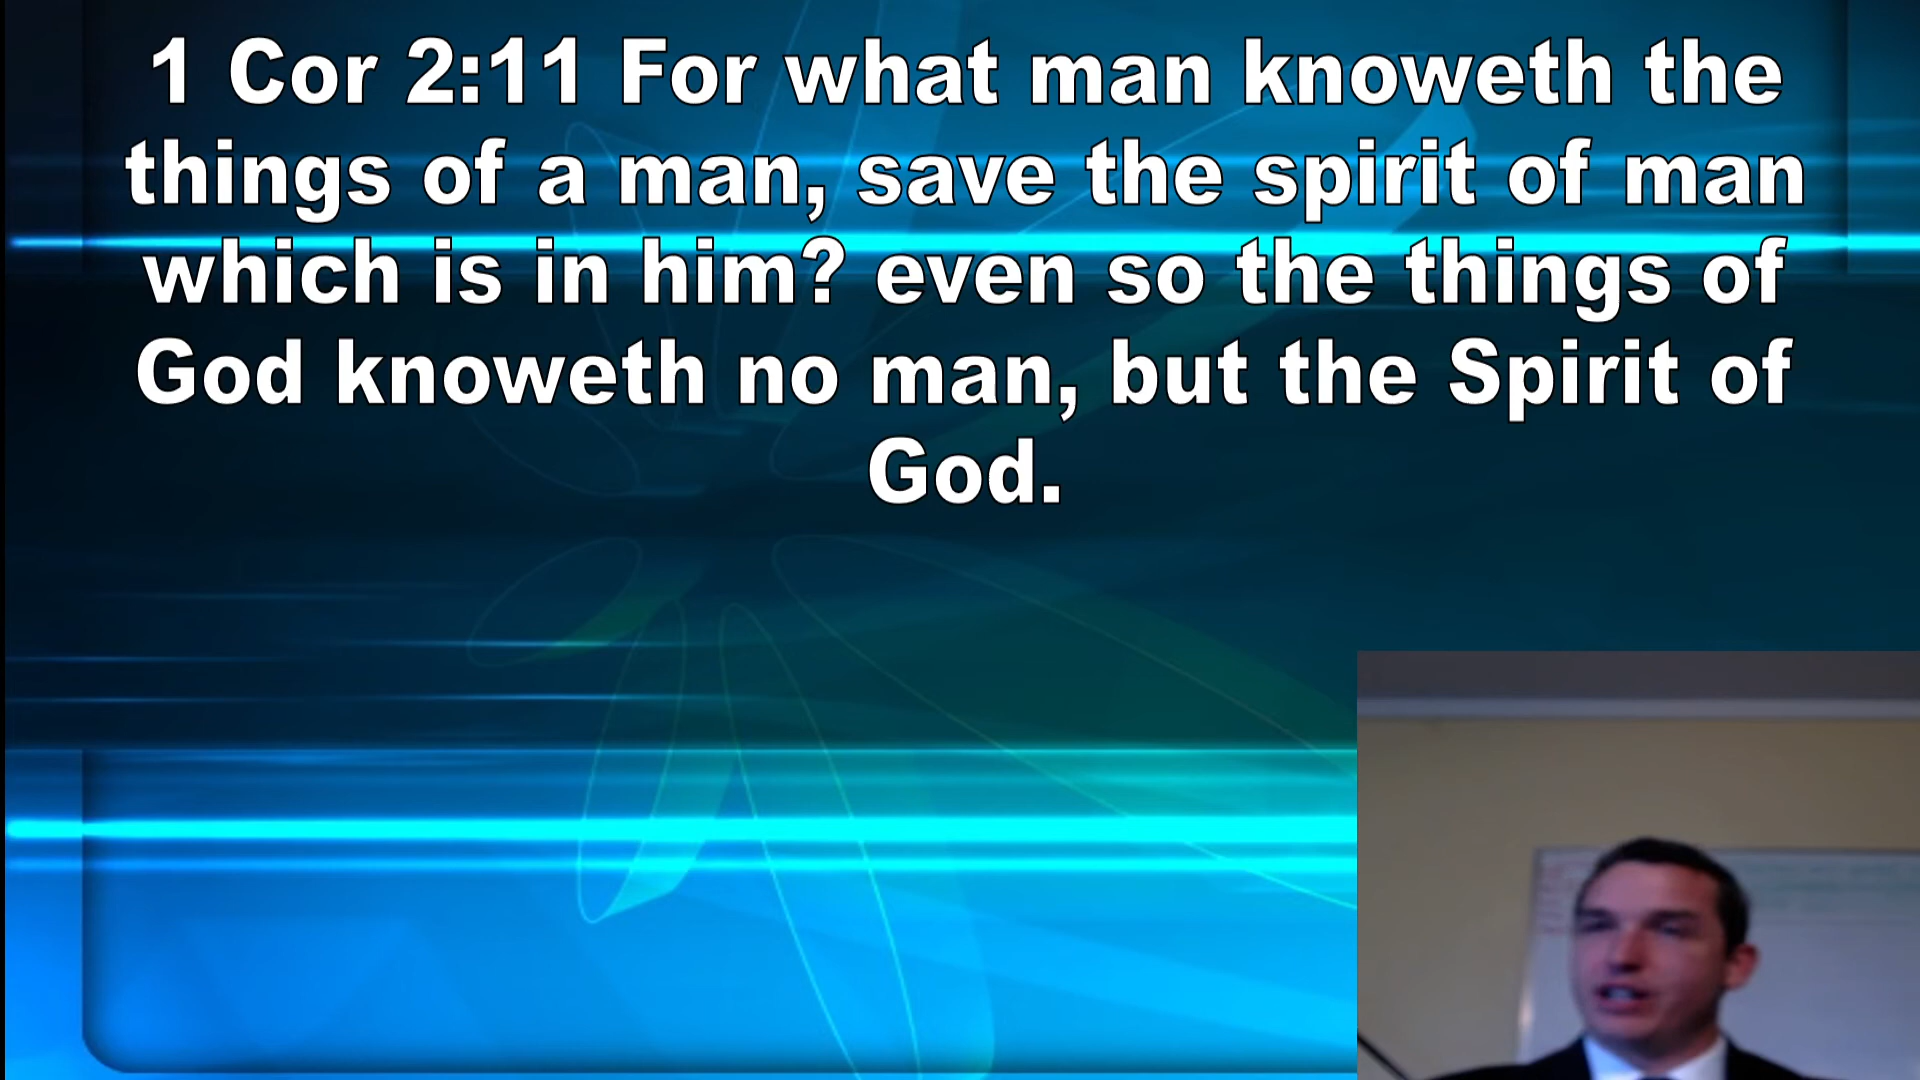 1 Cor 2:11 For what man knoweth the
things of a man, save the spirit of man
which is in him? even so the things of
God knoweth no man, but the Spirit of
God.